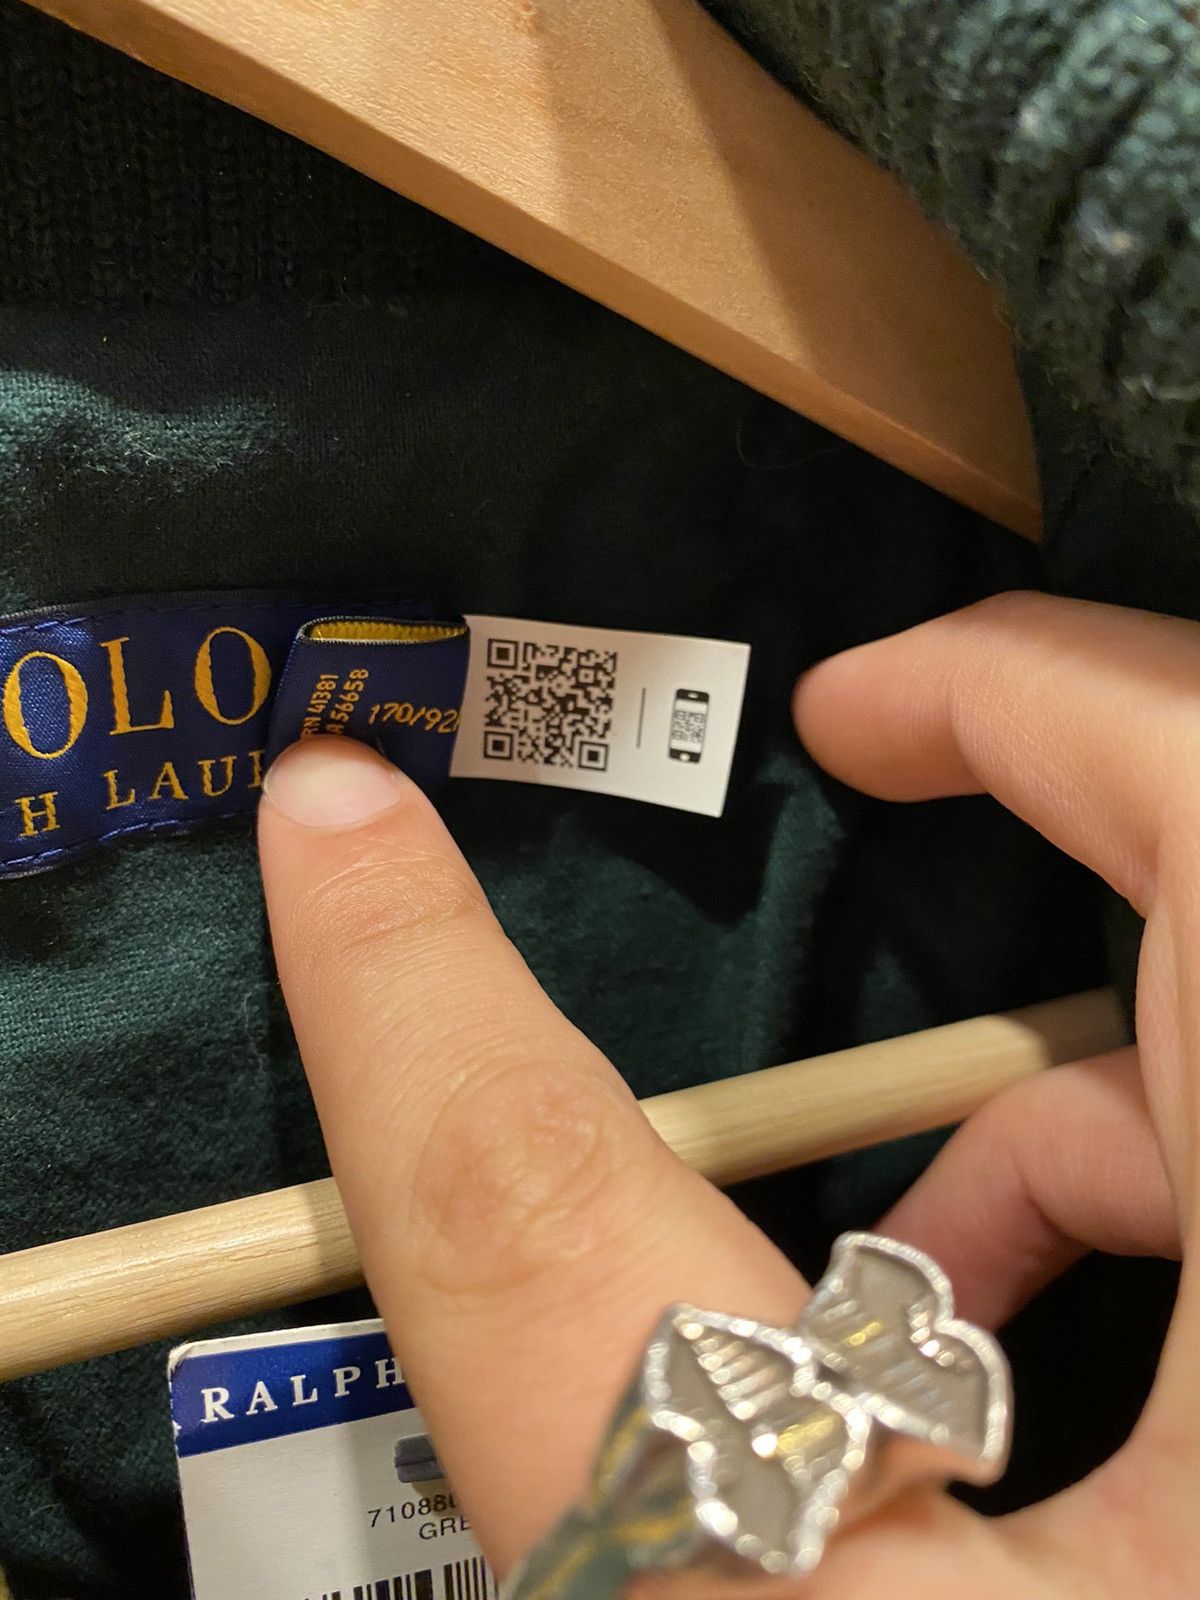 OLO
H LAU
RN 41381
A 56658
170/92
RALPH
71088
GRE